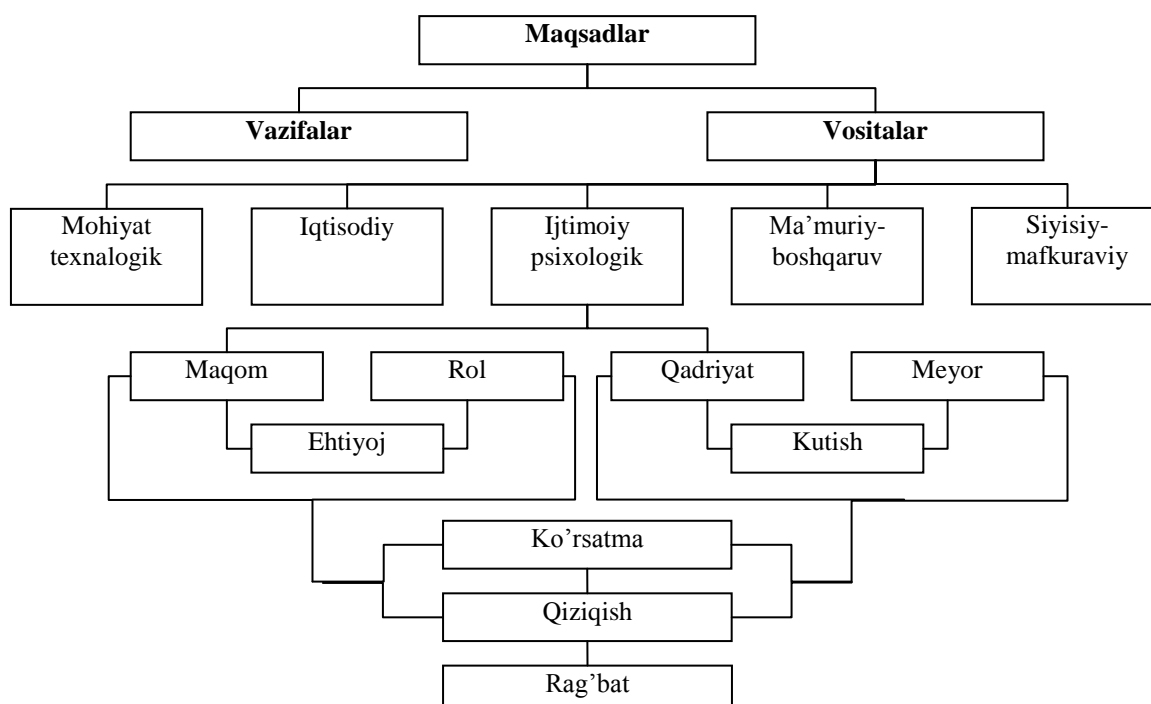 Maqsadlar
Vazifalar
Vositalar
Mohiyat
texnalogik
Iqtisodiy
Ijtimoiy
psixologik
Ma’muriy-
boshqaruv
Siyisiy-
mafkuraviy
Maqom
Rol
Qadriyat
Meyor
Ehtiyoj
Kutish
Ko’rsatma
Qiziqish
Rag’bat